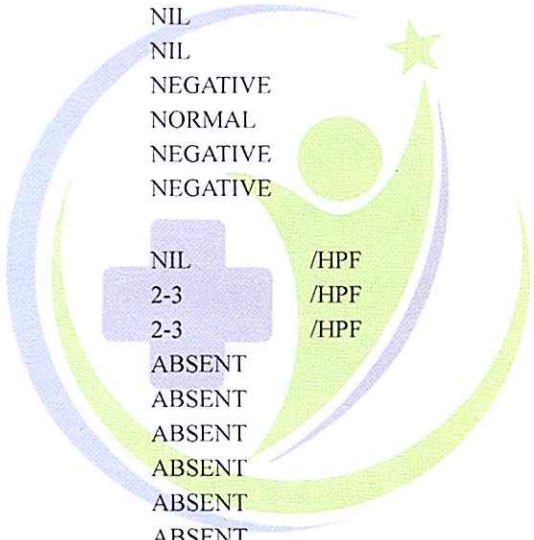 NIL
NIL
NEGATIVE
NORMAL
NEGATIVE
NEGATIVE
NIL /HPF
2-3 /HPF
2-3 /HPF
ABSENT
ABSENT
ABSENT
ABSENT
ABSENT
ABSENT